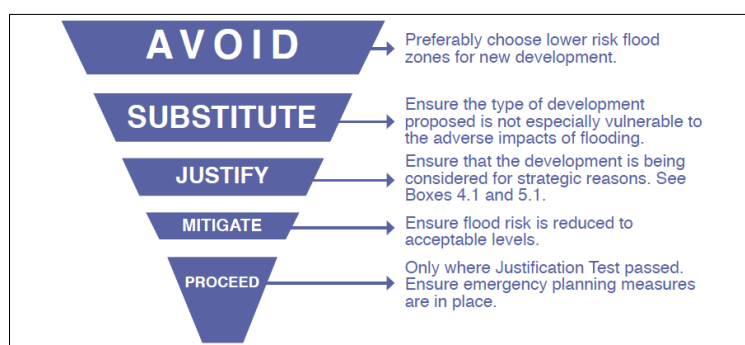 AVOID
Preferably choose lower risk flood
zones for new development.
SUBSTITUTE
Ensure the type of development
proposed is not especially vulnerable to
the adverse impacts of flooding.
JUSTIFY
Ensure that the development is being
considered for strategic reasons. See
Boxes 4.1 and 5.1.
MITIGATE
Ensure flood risk is reduced to
acceptable levels.
PROCEED
Only where Justification Test passed.
Ensure emergency planning measures
are in place.